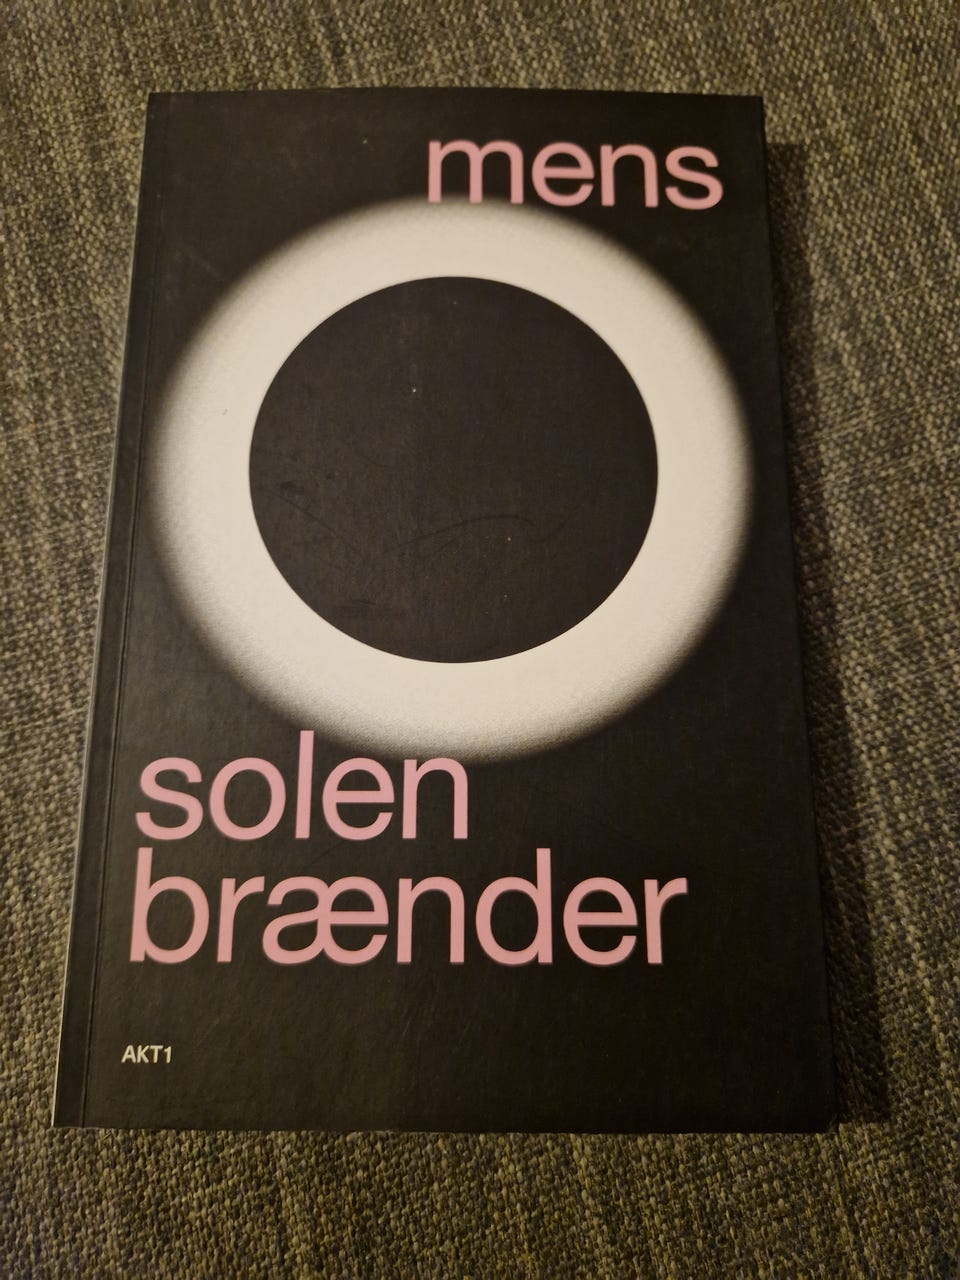 mens
solen
brænder
AKT1